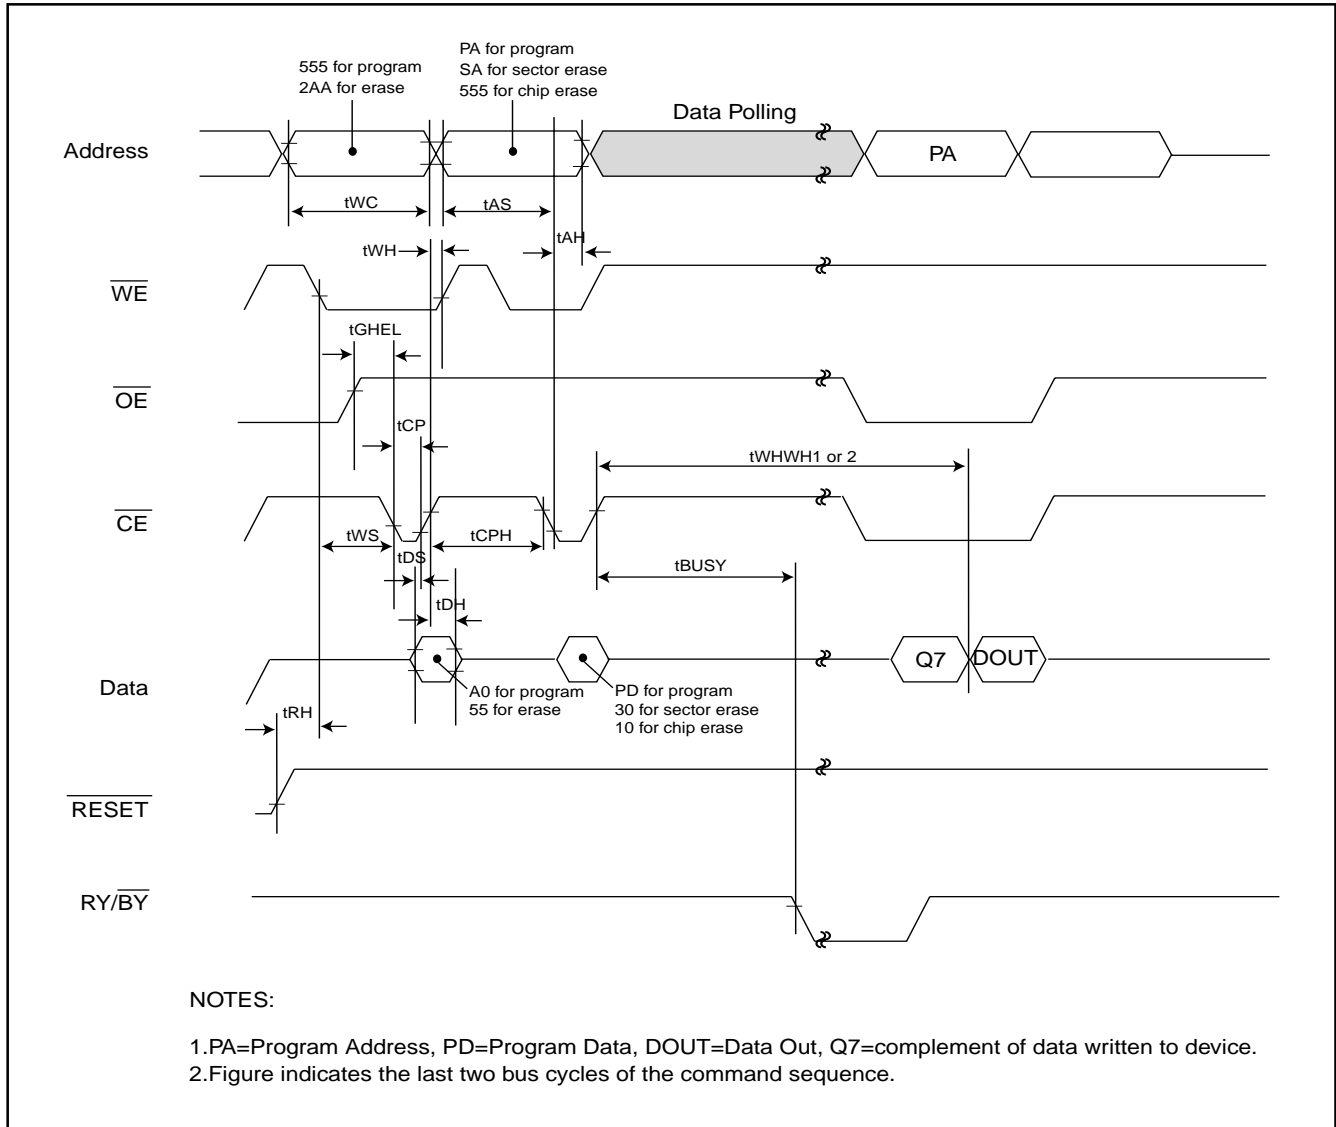 555 for program
2AA for erase
PA for program
SA for sector erase
555 for chip erase
Data Polling
Address
PA
tWC
tAS
tWH
tAH
WE
tGHEL
OE
tCP
tWHWH1 or 2
CE
tWS
tCPH
tDS
tBUSY
tDH
Data
Q7
DOUT
A0 for program
55 for erase
PD for program
30 for sector erase
10 for chip erase
tRH
RESET
RY/BY
NOTES:
1.PA=Program Address, PD=Program Data, DOUT=Data Out, Q7=complement of data written to device.
2.Figure indicates the last two bus cycles of the command sequence.